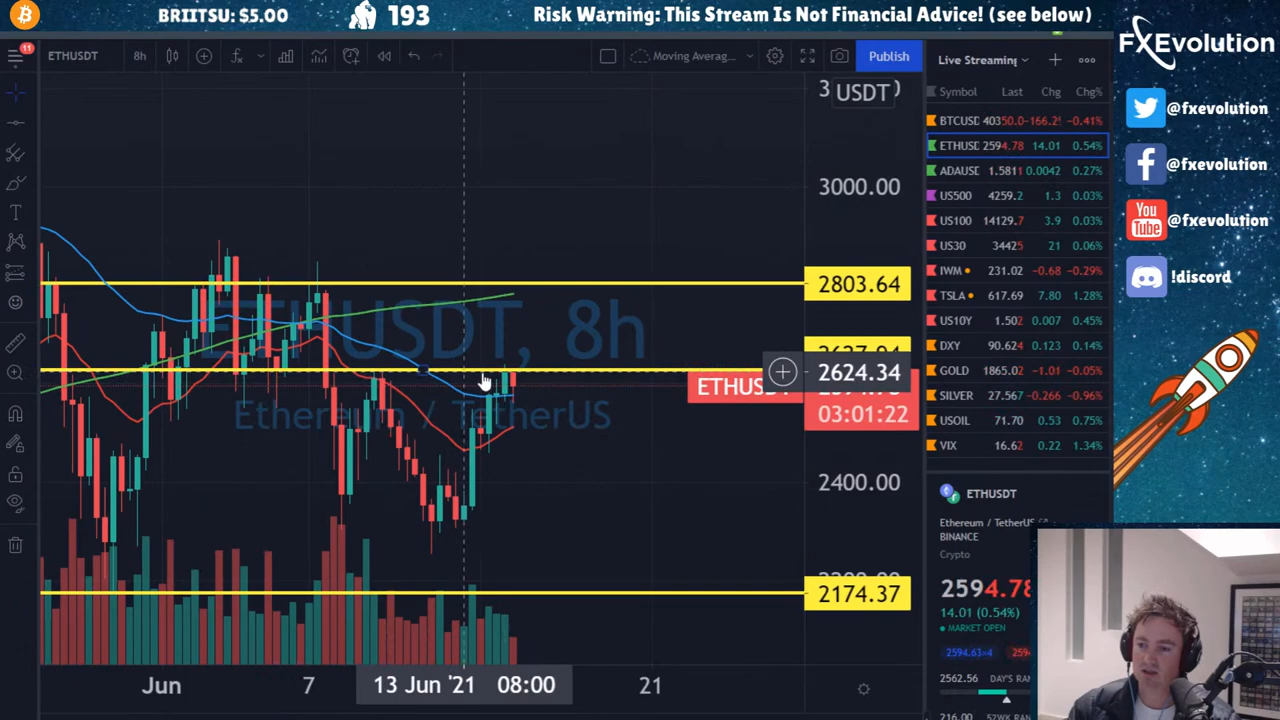 BRIITSU: $5.00
193
Risk Warning: This Stream Is Not Financial Advice! (see below)
FXEvolution
11
ETHUSDT
8h
Moving Averag...
Publish
Live Streaming
Symbol Last Chg Chg%
BTCUSD 40350.0 -166.2 -0.41%
ETHUSD 2594.78 14.01 0.54%
ADAUSD 1.5811 0.0042 0.27%
US500 4259.2 1.3 0.03%
US100 14129.7 3.9 0.03%
US30 34425 21 0.06%
IWM 231.02 -0.68 -0.29%
TSLA 617.69 7.80 1.28%
US10Y 1.502 0.007 0.45%
DXY 90.624 0.123 0.14%
GOLD 1865.02 -1.01 -0.05%
SILVER 27.567 -0.266 -0.96%
USOIL 71.70 0.53 0.75%
VIX 16.62 0.22 1.34%
@fxevolution
@fxevolution
You Tube
@fxevolution
!discord
USDT
3000.00
2803.64
2624.34
03:01:22
2400.00
2174.37
ETHUSDT, 8h
Ethereum / TetherUS
Jun
7
13 Jun '21 08:00
21
ETHUSDT
Ethereum / TetherUS
BINANCE
Crypto
2594.78
14.01 (0.54%)
MARKET OPEN
2594.63×4
2562.56 DAY'S RAN
216.00 52WK RAN